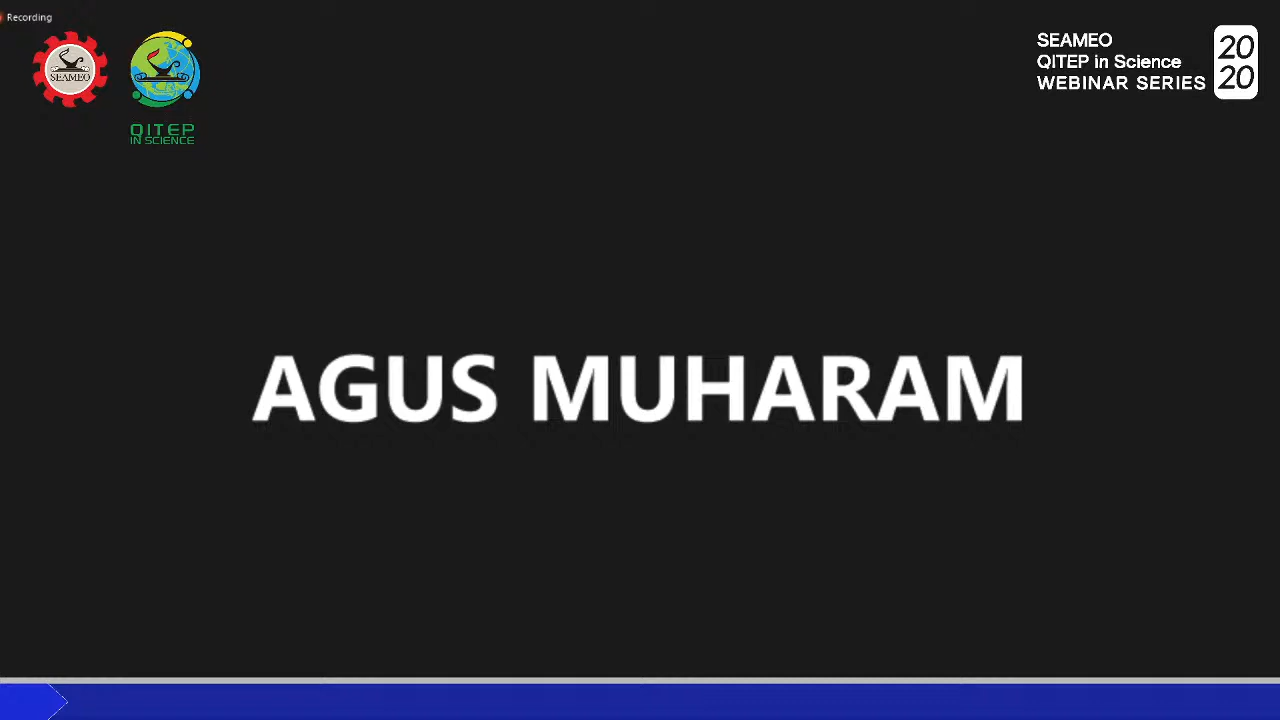 Recording
SEAMEO
QITEP
IN SCIENCE
SEAMEO
QITEP in Science
WEBINAR SERIES
20
20
AGUS MUHARAM